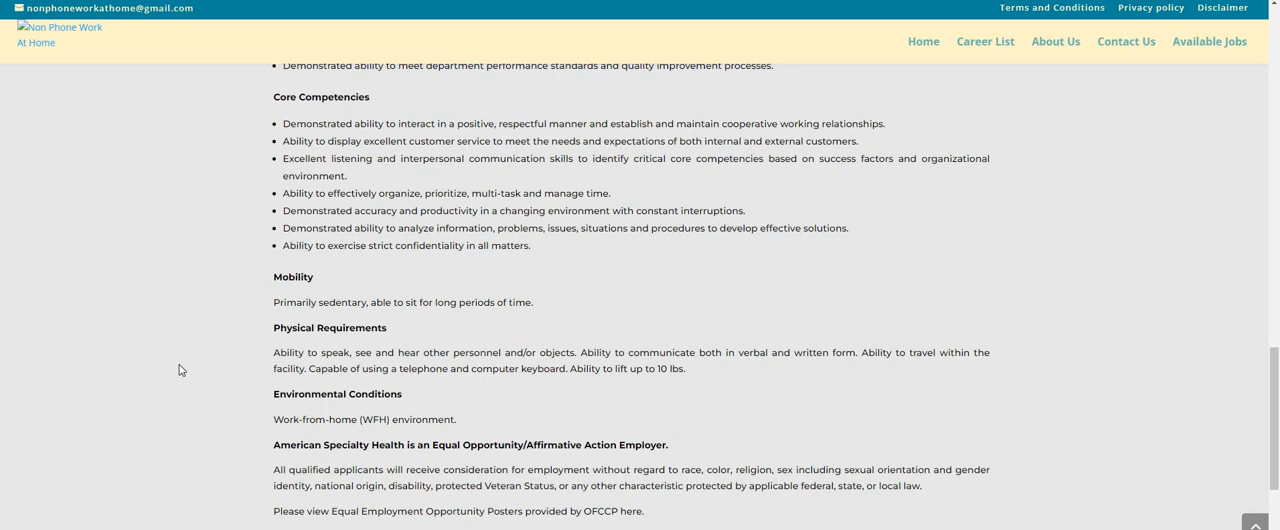 nonphoneworkathome@gmail.com
Terms and Conditions Privacy policy Disclaimer
Non Phone Work
At Home
Home Career List About Us Contact Us Available Jobs
• Demonstrated ability to meet department performance standards and quality improvement processes.
Core Competencies
• Demonstrated ability to interact in a positive, respectful manner and establish and maintain cooperative working relationships.
• Ability to display excellent customer service to meet the needs and expectations of both internal and external customers.
• Excellent listening and interpersonal communication skills to identify critical core competencies based on success factors and organizational
environment.
• Ability to effectively organize, prioritize, multi-task and manage time.
• Demonstrated accuracy and productivity in a changing environment with constant interruptions.
• Demonstrated ability to analyze information, problems, issues, situations and procedures to develop effective solutions.
• Ability to exercise strict confidentiality in all matters.
Mobility
Primarily sedentary, able to sit for long periods of time.
Physical Requirements
Ability to speak, see and hear other personnel and/or objects. Ability to communicate both in verbal and written form. Ability to travel within the
facility. Capable of using a telephone and computer keyboard. Ability to lift up to 10 lbs.
Environmental Conditions
Work-from-home (WFH) environment.
American Specialty Health is an Equal Opportunity/Affirmative Action Employer.
All qualified applicants will receive consideration for employment without regard to race, color, religion, sex including sexual orientation and gender
identity, national origin, disability, protected Veteran Status, or any other characteristic protected by applicable federal, state, or local law.
Please view Equal Employment Opportunity Posters provided by OFCCP here.